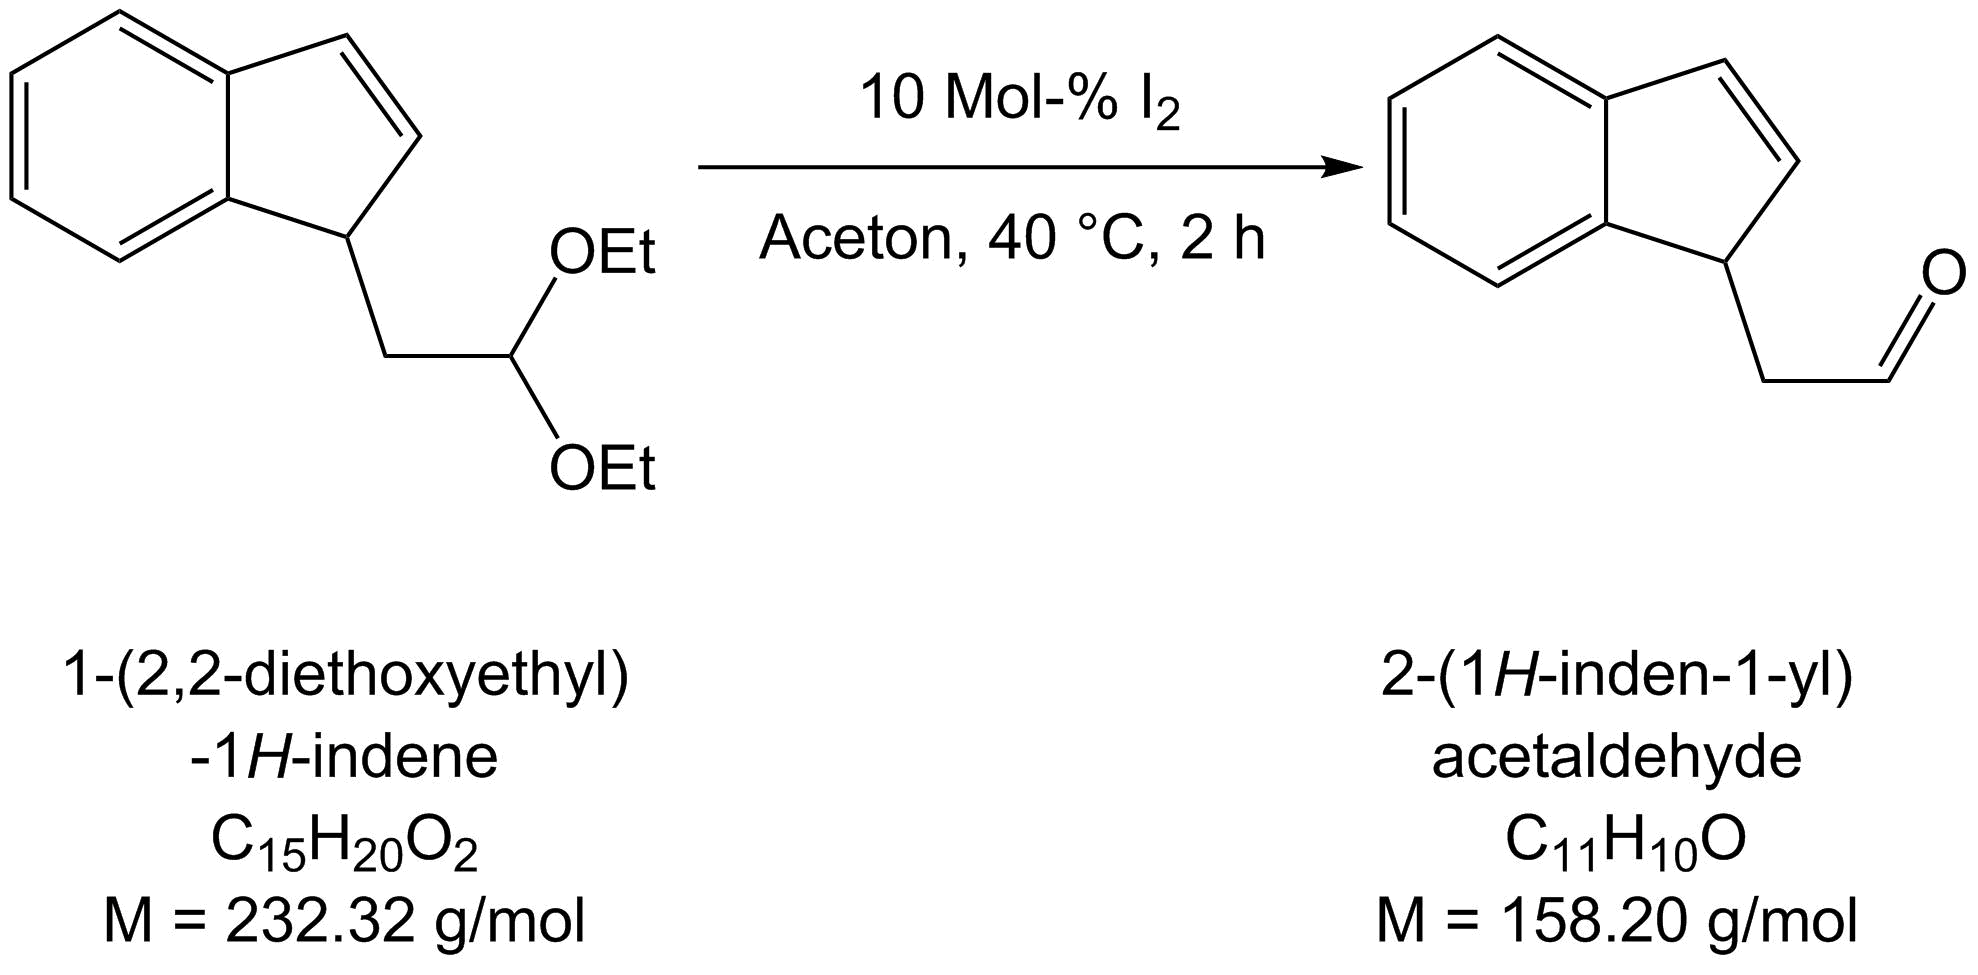 10 Mol-% I₂
Aceton, 40 °C, 2 h
OEt
OEt
O
1-(2,2-diethoxyethyl)
-1H-indene
C₁₅H₂₀O₂
M = 232.32 g/mol
2-(1H-inden-1-yl)
acetaldehyde
C₁₁H₁₀O
M = 158.20 g/mol